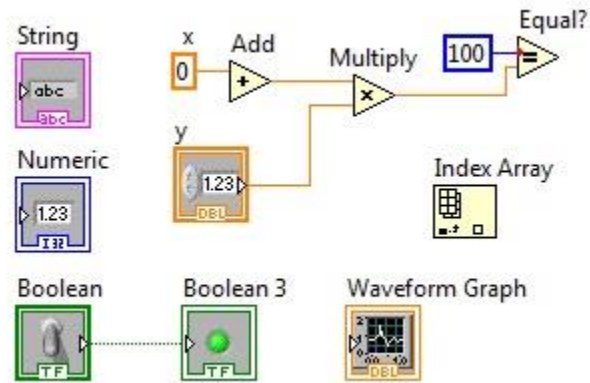 String
abc
abc
x
0
Add
+
Multiply
×
100
Equal?
=
Numeric
1.23
I32
y
1.23
DBL
Index Array
Boolean
TF
Boolean 3
TF
Waveform Graph
DBL